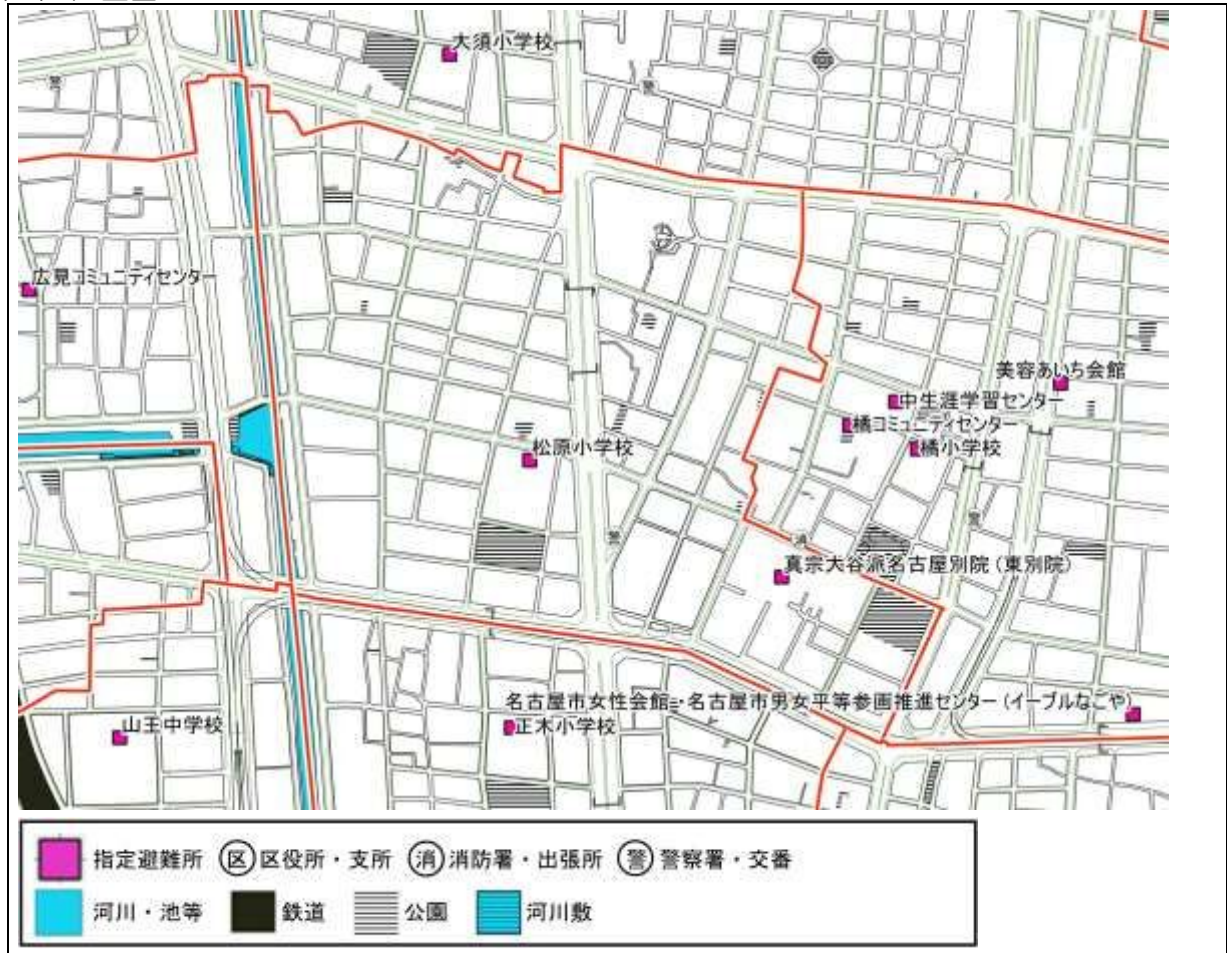 大須小学校
警
警
広見コミュニティセンター
美容あいち会館
中生涯学習センター
橘コミュニティセンター
橘小学校
松原小学校
警
警
消
真宗大谷派名古屋別院(東別院)
名古屋市女性会館・名古屋市男女平等参画推進センター(イーブルなごや)
山王中学校
正木小学校
指定避難所 区 区役所・支所 消 消防署・出張所 警 警察署・交番
河川・池等 鉄道 公園 河川敷